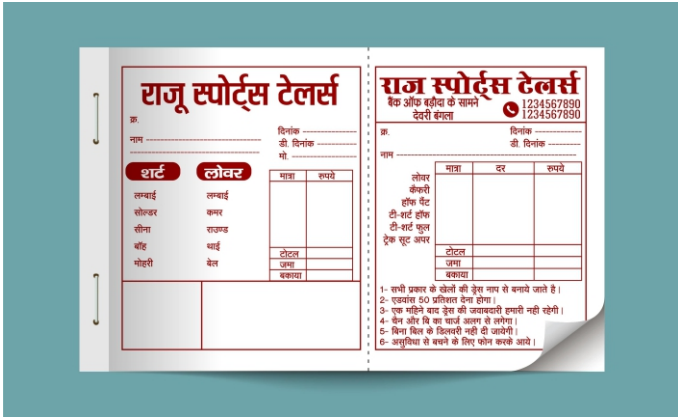 राजू स्पोर्ट्स टेलर्स
क्र.
दिनांक
नाम
डी. दिनांक
मो.
शर्ट लोवर
लम्बाई लम्बाई
सोल्डर कमर
सीना राउण्ड
बाँह थाई
मोहरी बेल
मात्रा रुपये
टोटल
जमा
बकाया
राज स्पोर्ट्स टेलर्स
बैंक ऑफ बड़ौदा के सामने
देवरी बंगला
1234567890
1234567890
क्र. दिनांक
डी. दिनांक
नाम
मात्रा दर रुपये
लोवर
कैफरी
हॉफ पैंट
टी-शर्ट हॉफ
टी-शर्ट फुल
ट्रेक सूट अपर
टोटल
जमा
बकाया
1- सभी प्रकार के खेलों की ड्रेस नाप से बनाये जाते है।
2- एडवांस 50 प्रतिशत देना होगा।
3- एक महिने बाद ड्रेस की जवाबदारी हमारी नही रहेगी।
4- चैन और बि का चार्ज अलग से लगेगा।
5- बिना बिल के डिलवरी नही दी जायेगी।
6- असुविधा से बचने के लिए फोन करके आये।